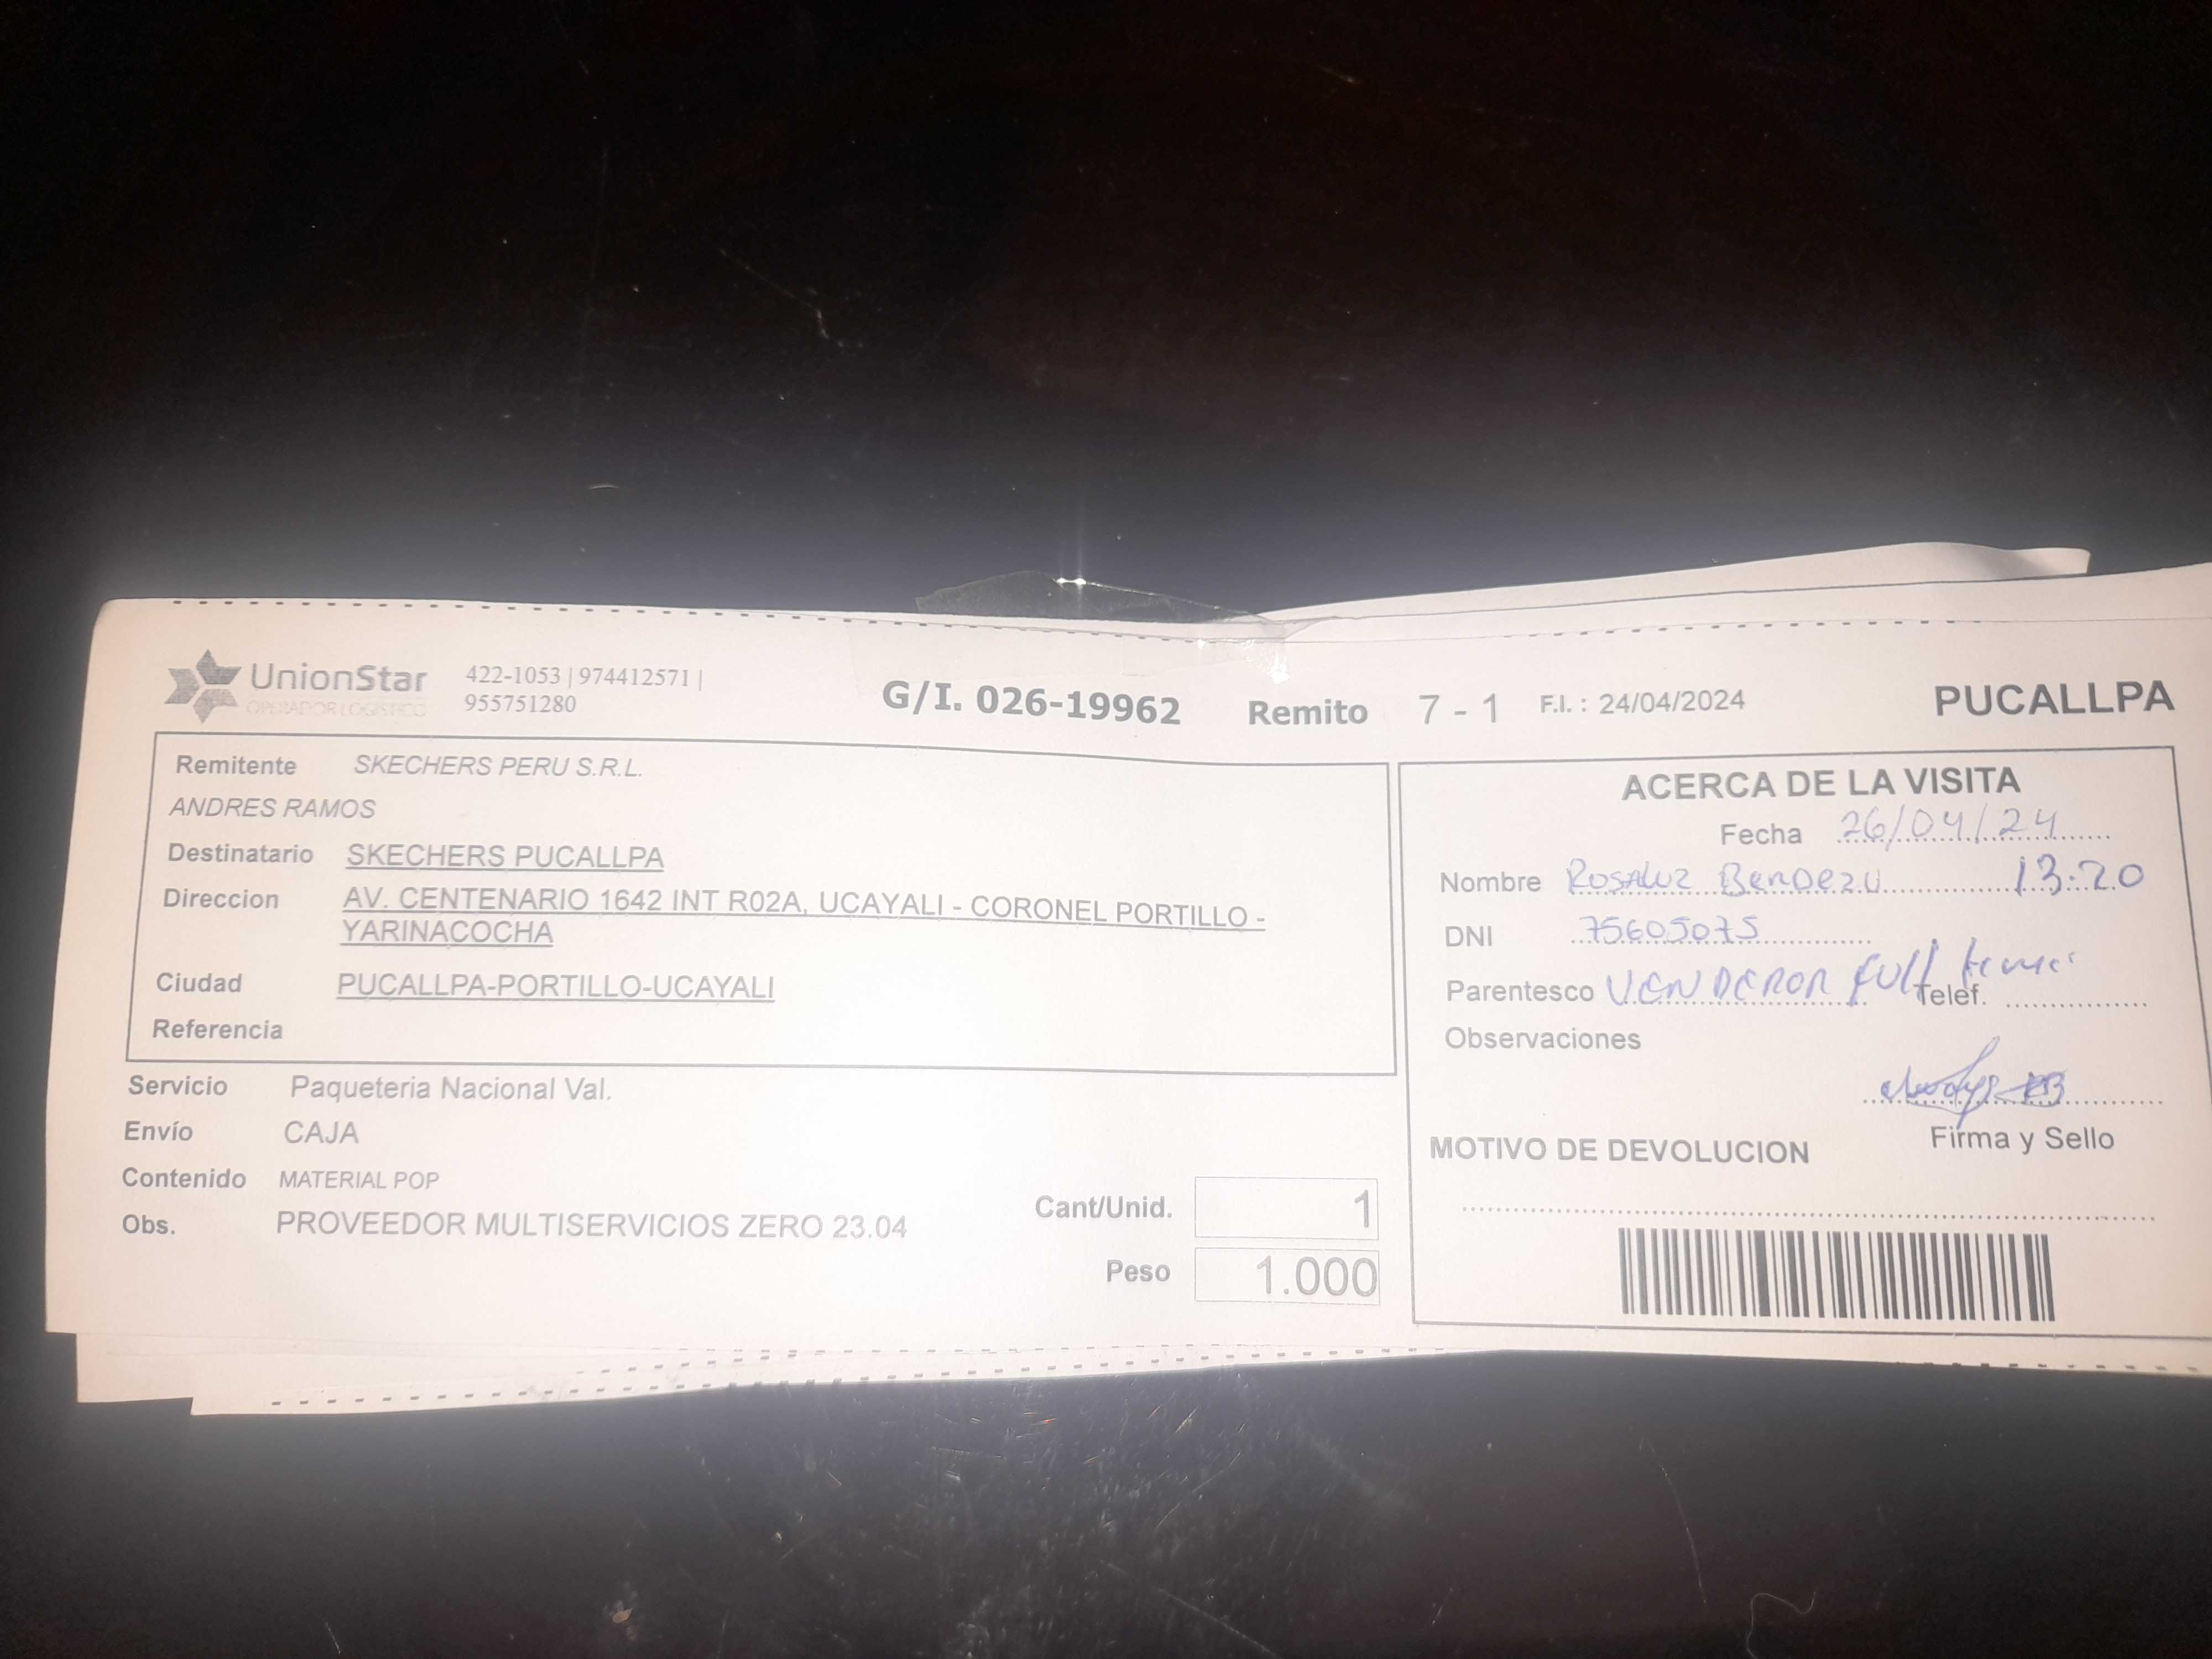 UnionStar
OPERADOR LOGISTICO
422-1053 | 974412571 |
955751280
G/I. 026-19962 Remito 7 - 1 F.I. : 24/04/2024 PUCALLPA
Remitente SKECHERS PERU S.R.L.
ANDRES RAMOS
Destinatario SKECHERS PUCALLPA
Direccion AV. CENTENARIO 1642 INT R02A, UCAYALI - CORONEL PORTILLO -
YARINACOCHA
Ciudad PUCALLPA-PORTILLO-UCAYALI
Referencia
Servicio Paqueteria Nacional Val.
Envío CAJA
Contenido MATERIAL POP
Obs. PROVEEDOR MULTISERVICIOS ZERO 23.04
Cant/Unid. 1
Peso 1.000
ACERCA DE LA VISITA
Fecha 26/04/24
Nombre Rosaluz Bendezu 13:20
DNI 75605075
Parentesco full Telef.
Observaciones
Firma y Sello
MOTIVO DE DEVOLUCION